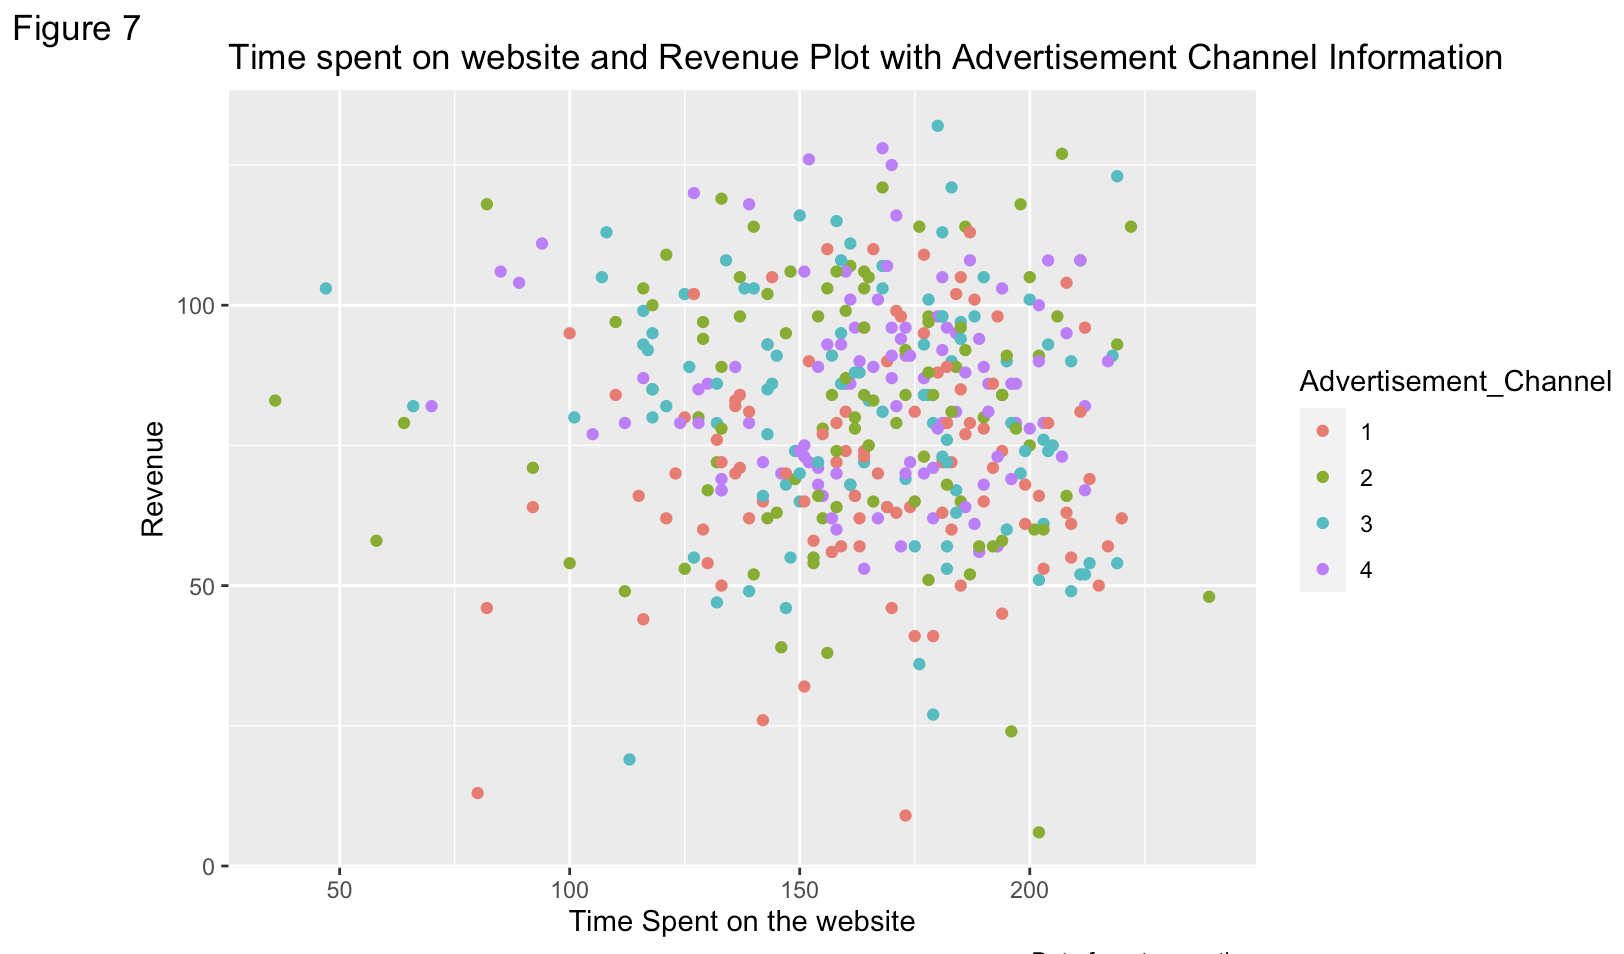 Figure 7
Time spent on website and Revenue Plot with Advertisement Channel Information
Revenue
100
50
0
50
100
150
200
Time Spent on the website
Advertisement_Channel
1
2
3
4